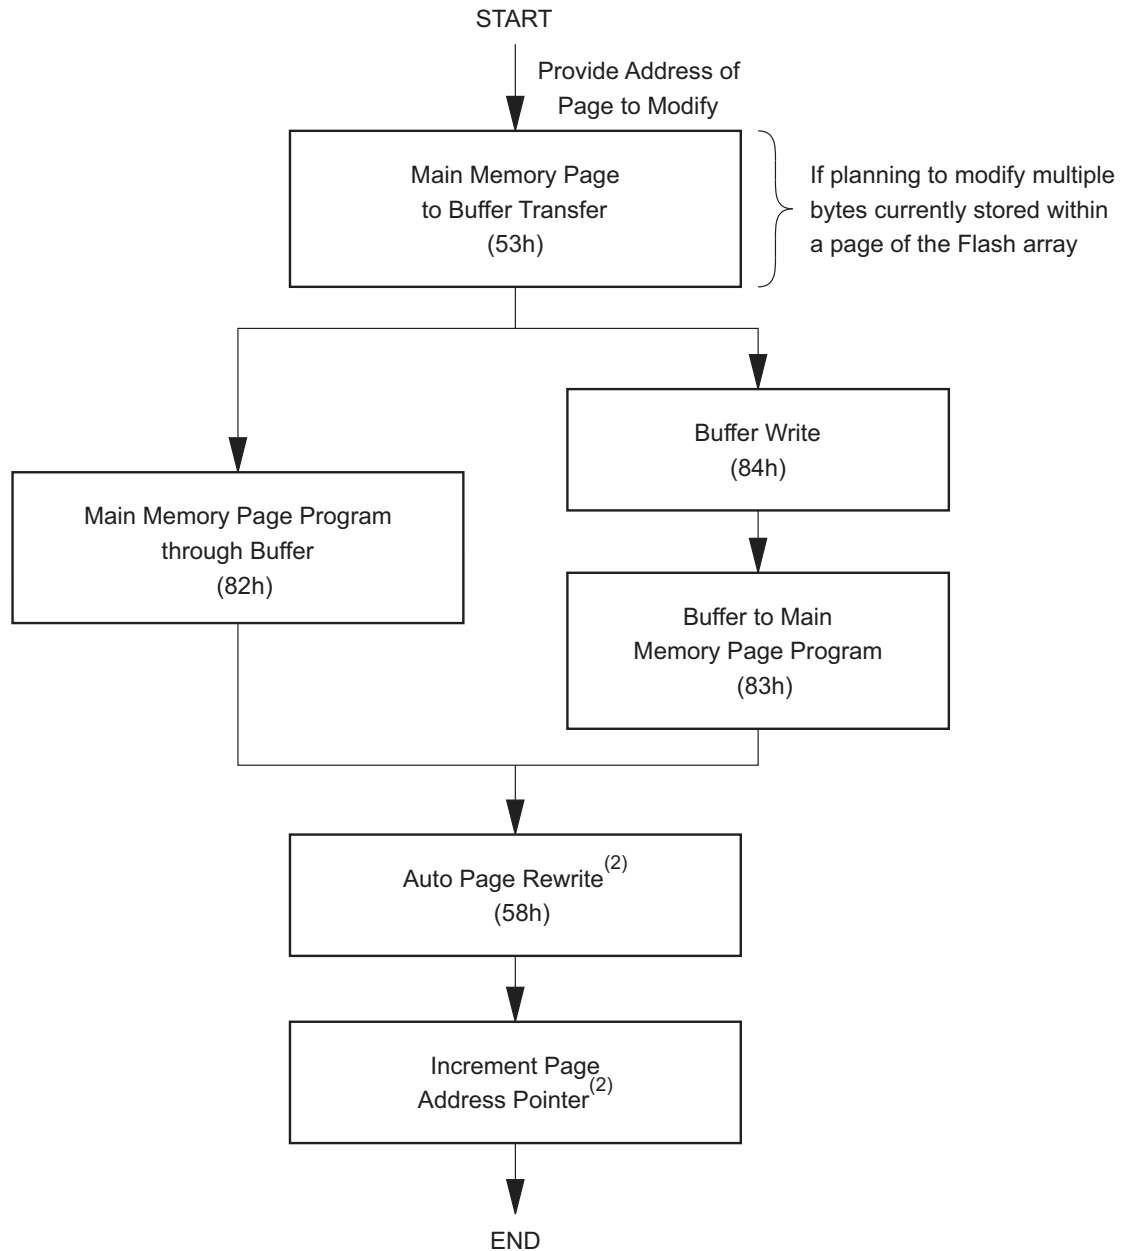 START
Provide Address of
Page to Modify
Main Memory Page
to Buffer Transfer
(53h)
If planning to modify multiple
bytes currently stored within
a page of the Flash array
Buffer Write
(84h)
Main Memory Page Program
through Buffer
(82h)
Buffer to Main
Memory Page Program
(83h)
Auto Page Rewrite(2)
(58h)
Increment Page
Address Pointer(2)
END